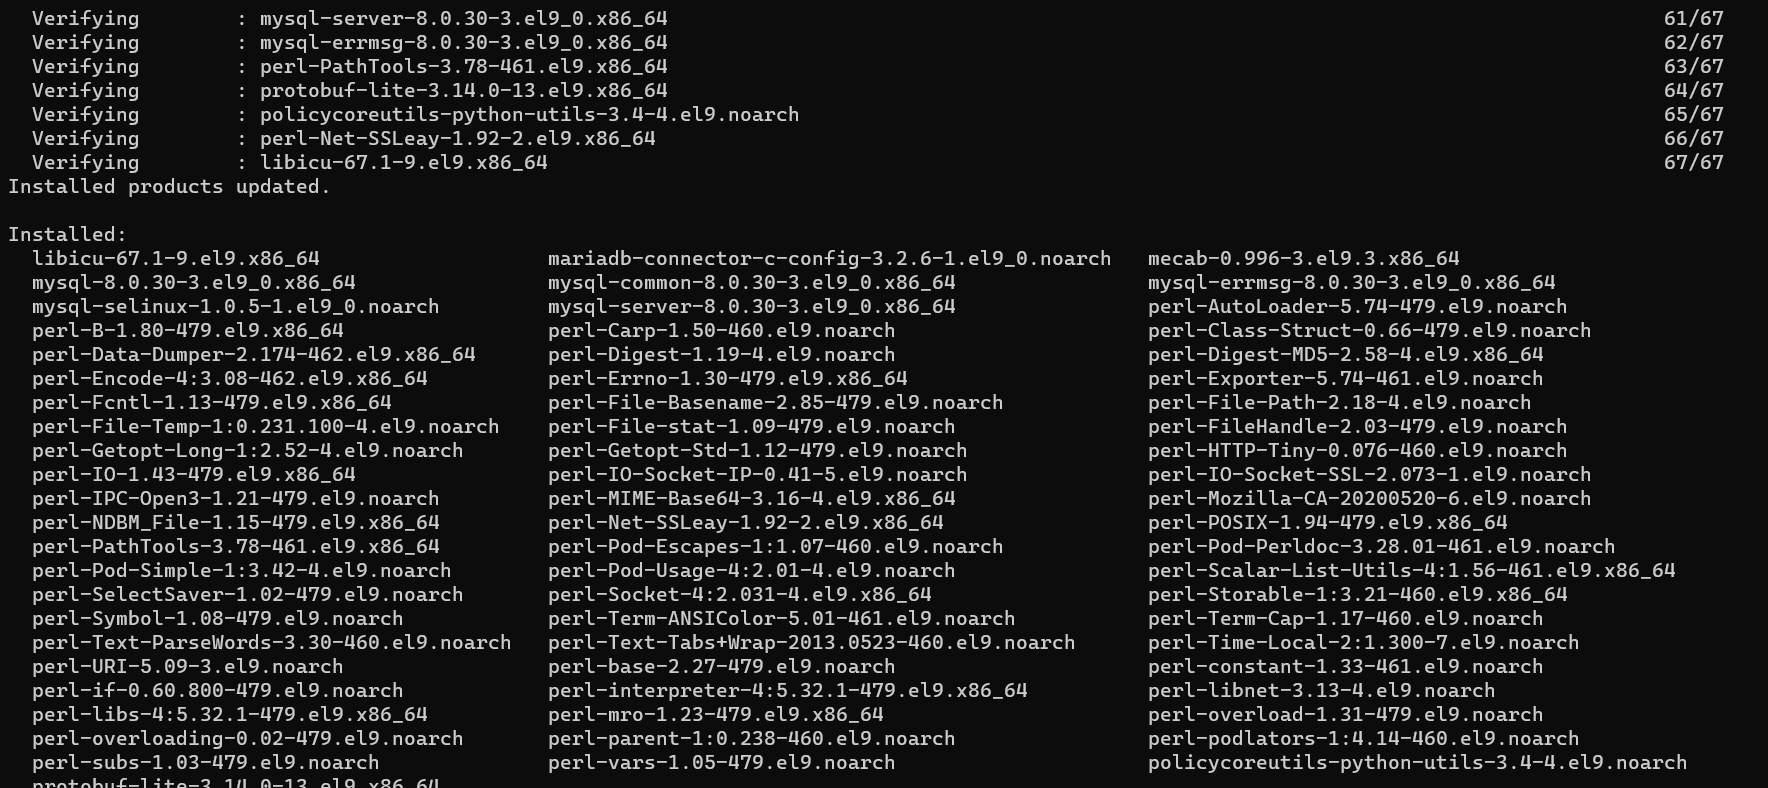 Verifying : mysql-server-8.0.30-3.el9_0.x86_64 61/67
Verifying : mysql-errmsg-8.0.30-3.el9_0.x86_64 62/67
Verifying : perl-PathTools-3.78-461.el9.x86_64 63/67
Verifying : protobuf-lite-3.14.0-13.el9.x86_64 64/67
Verifying : policycoreutils-python-utils-3.4-4.el9.noarch 65/67
Verifying : perl-Net-SSLeay-1.92-2.el9.x86_64 66/67
Verifying : libicu-67.1-9.el9.x86_64 67/67
Installed products updated.
Installed:
libicu-67.1-9.el9.x86_64 mariadb-connector-c-config-3.2.6-1.el9_0.noarch mecab-0.996-3.el9.3.x86_64
mysql-8.0.30-3.el9_0.x86_64 mysql-common-8.0.30-3.el9_0.x86_64 mysql-errmsg-8.0.30-3.el9_0.x86_64
mysql-selinux-1.0.5-1.el9_0.noarch mysql-server-8.0.30-3.el9_0.x86_64 perl-AutoLoader-5.74-479.el9.noarch
perl-B-1.80-479.el9.x86_64 perl-Carp-1.50-460.el9.noarch perl-Class-Struct-0.66-479.el9.noarch
perl-Data-Dumper-2.174-462.el9.x86_64 perl-Digest-1.19-4.el9.noarch perl-Digest-MD5-2.58-4.el9.x86_64
perl-Encode-4:3.08-462.el9.x86_64 perl-Errno-1.30-479.el9.x86_64 perl-Exporter-5.74-461.el9.noarch
perl-Fcntl-1.13-479.el9.x86_64 perl-File-Basename-2.85-479.el9.noarch perl-File-Path-2.18-4.el9.noarch
perl-File-Temp-1:0.231.100-4.el9.noarch perl-File-stat-1.09-479.el9.noarch perl-FileHandle-2.03-479.el9.noarch
perl-Getopt-Long-1:2.52-4.el9.noarch perl-Getopt-Std-1.12-479.el9.noarch perl-HTTP-Tiny-0.076-460.el9.noarch
perl-IO-1.43-479.el9.x86_64 perl-IO-Socket-IP-0.41-5.el9.noarch perl-IO-Socket-SSL-2.073-1.el9.noarch
perl-IPC-Open3-1.21-479.el9.noarch perl-MIME-Base64-3.16-4.el9.x86_64 perl-Mozilla-CA-20200520-6.el9.noarch
perl-NDBM_File-1.15-479.el9.x86_64 perl-Net-SSLeay-1.92-2.el9.x86_64 perl-POSIX-1.94-479.el9.x86_64
perl-PathTools-3.78-461.el9.x86_64 perl-Pod-Escapes-1:1.07-460.el9.noarch perl-Pod-Perldoc-3.28.01-461.el9.noarch
perl-Pod-Simple-1:3.42-4.el9.noarch perl-Pod-Usage-4:2.01-4.el9.noarch perl-Scalar-List-Utils-4:1.56-461.el9.x86_64
perl-SelectSaver-1.02-479.el9.noarch perl-Socket-4:2.031-4.el9.x86_64 perl-Storable-1:3.21-460.el9.x86_64
perl-Symbol-1.08-479.el9.noarch perl-Term-ANSIColor-5.01-461.el9.noarch perl-Term-Cap-1.17-460.el9.noarch
perl-Text-ParseWords-3.30-460.el9.noarch perl-Text-Tabs+Wrap-2013.0523-460.el9.noarch perl-Time-Local-2:1.300-7.el9.noarch
perl-URI-5.09-3.el9.noarch perl-base-2.27-479.el9.noarch perl-constant-1.33-461.el9.noarch
perl-if-0.60.800-479.el9.noarch perl-interpreter-4:5.32.1-479.el9.x86_64 perl-libnet-3.13-4.el9.noarch
perl-libs-4:5.32.1-479.el9.x86_64 perl-mro-1.23-479.el9.x86_64 perl-overload-1.31-479.el9.noarch
perl-overloading-0.02-479.el9.noarch perl-parent-1:0.238-460.el9.noarch perl-podlators-1:4.14-460.el9.noarch
perl-subs-1.03-479.el9.noarch perl-vars-1.05-479.el9.noarch policycoreutils-python-utils-3.4-4.el9.noarch
protobuf-lite-3.14.0-13.el9.x86_64